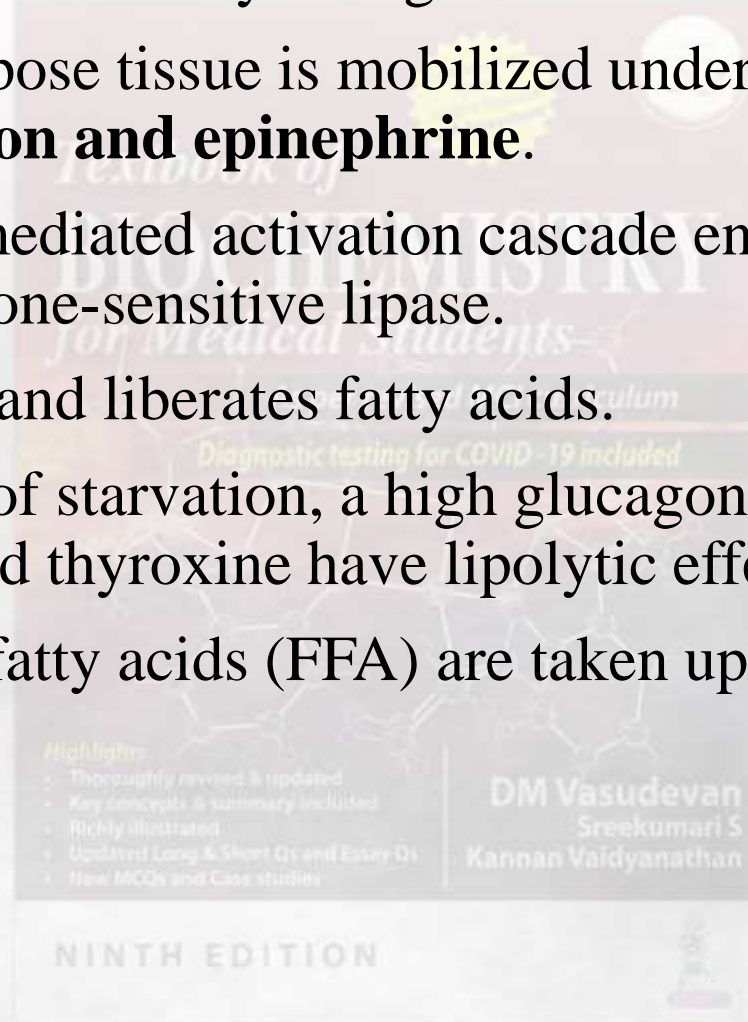 pose tissue is mobilized under
on and epinephrine.
Textbook of
BIOCHEMISTRY
mediated activation cascade en
one-sensitive lipase.
for Medical Students
and liberates fatty acids.
culum
Diagnostic testing for COVID-19 included
of starvation, a high glucagon
d thyroxine have lipolytic effe
fatty acids (FFA) are taken up
Highlights
• Thoroughly revised & updated
• Key concepts & summary included
• Richly illustrated
• Updated Long & Short Qs and Essay Qs
• New MCQs and Case studies
DM Vasudevan
Sreekumari S
Kannan Vaidyanathan
NINTH EDITION